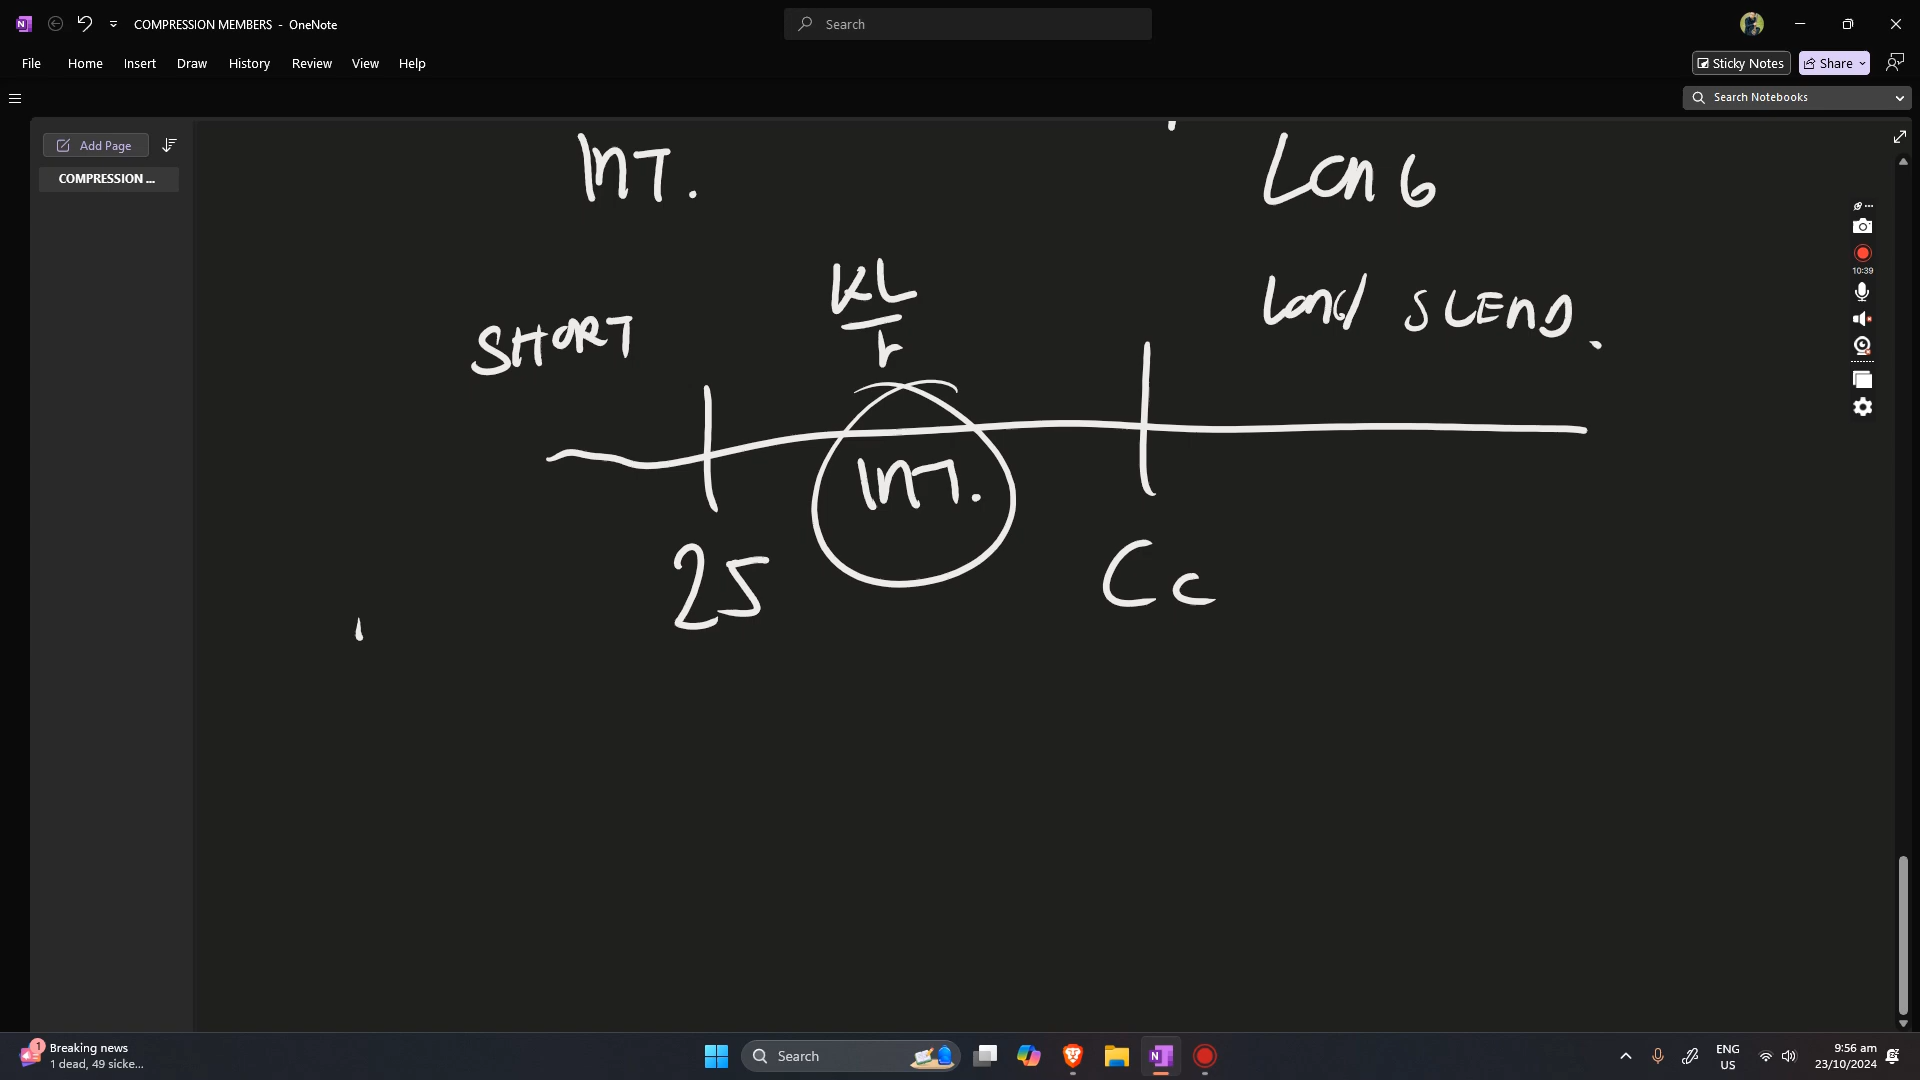 COMPRESSION MEMBERS - OneNote
Search
File Home Insert Draw History Review View Help
Sticky Notes
Share
Search Notebooks
Add Page
COMPRESSION ...
INT.
LONG
10:39
KL
r
SHORT
LONG/ SLEND.
INT.
25
Cc
Breaking news
1 dead, 49 sicke...
1
Search
ENG
US
9:56 am
23/10/2024